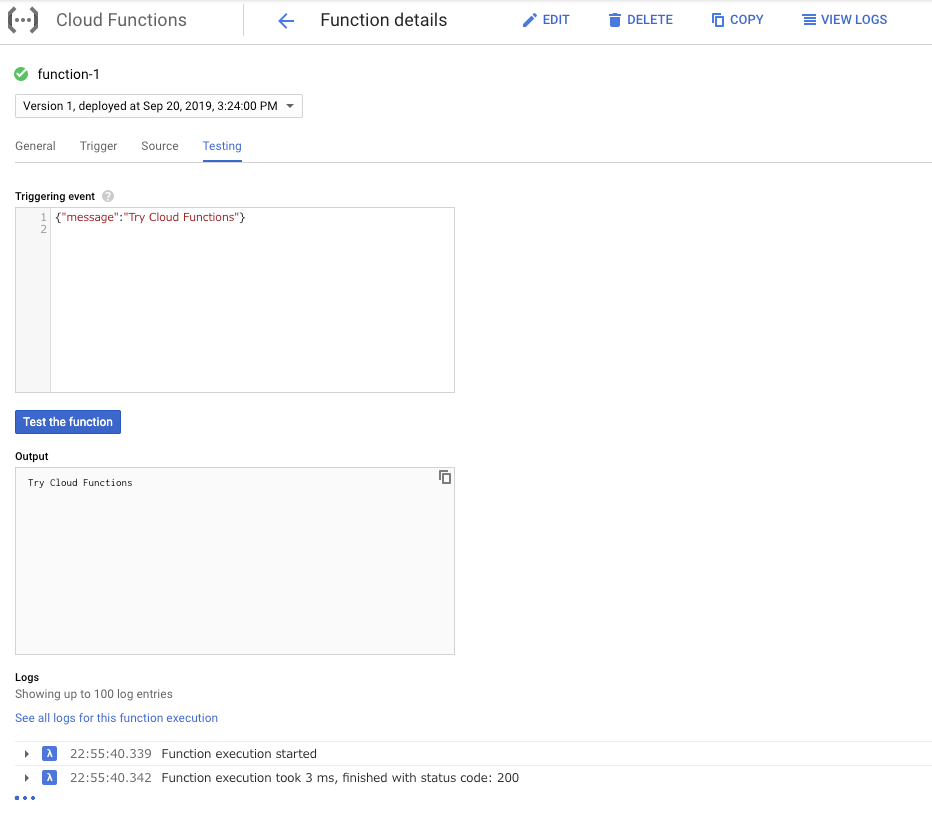 Cloud Functions
Function details
EDIT
DELETE
COPY
VIEW LOGS
function-1
Version 1, deployed at Sep 20, 2019, 3:24:00 PM
General Trigger Source Testing
Triggering event ?
1 {"message":"Try Cloud Functions"}
2
Test the function
Output
Try Cloud Functions
Logs
Showing up to 100 log entries
See all logs for this function execution
λ 22:55:40.339 Function execution started
λ 22:55:40.342 Function execution took 3 ms, finished with status code: 200